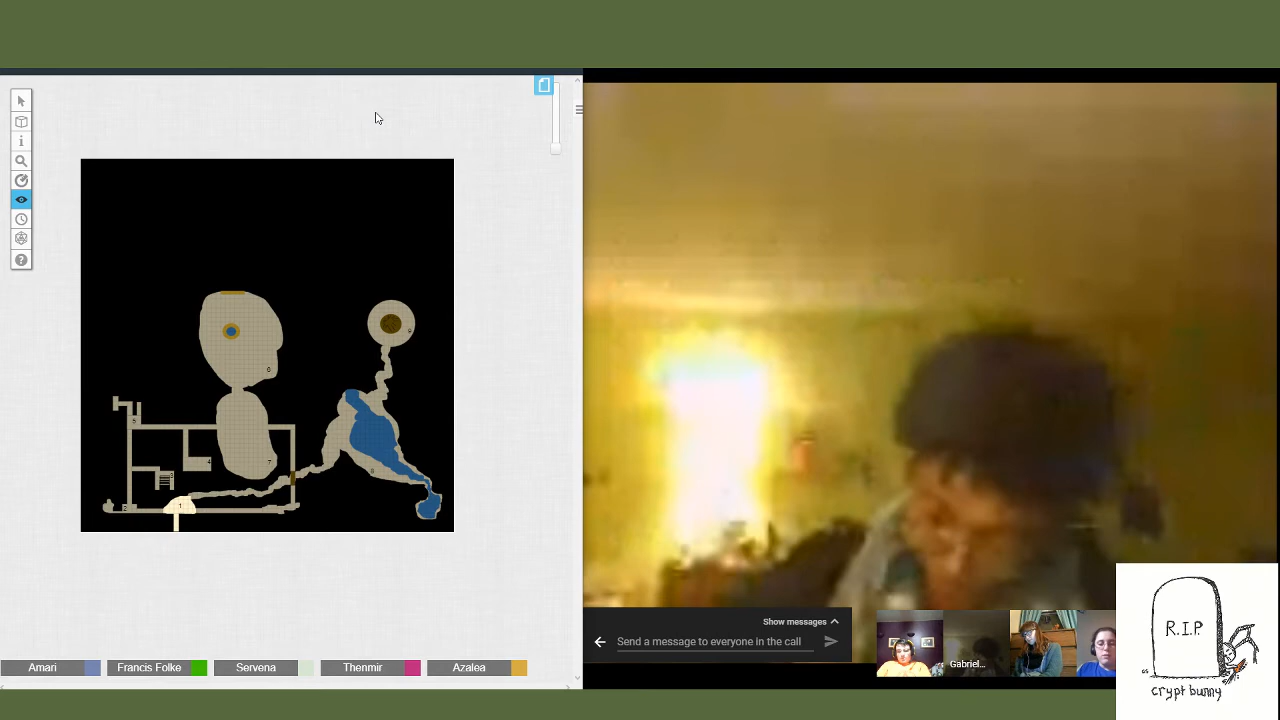 Show messages
Send a message to everyone in the call
Gabriel...
R.I.P.
crypt bunny
Amari
Francis Folke
Servena
Thenmir
Azalea